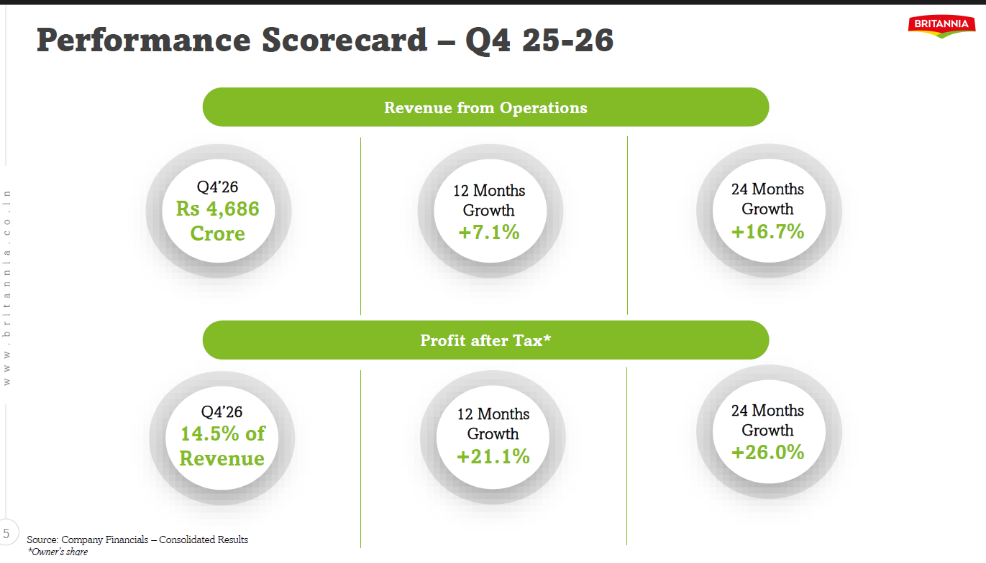 Performance Scorecard – Q4 25-26
BRITANNIA
Revenue from Operations
Q4'26
Rs 4,686
Crore
12 Months
Growth
+7.1%
24 Months
Growth
+16.7%
Profit after Tax*
Q4'26
14.5% of
Revenue
12 Months
Growth
+21.1%
24 Months
Growth
+26.0%
www.britannia.co.in
5
Source: Company Financials – Consolidated Results
*Owner's share